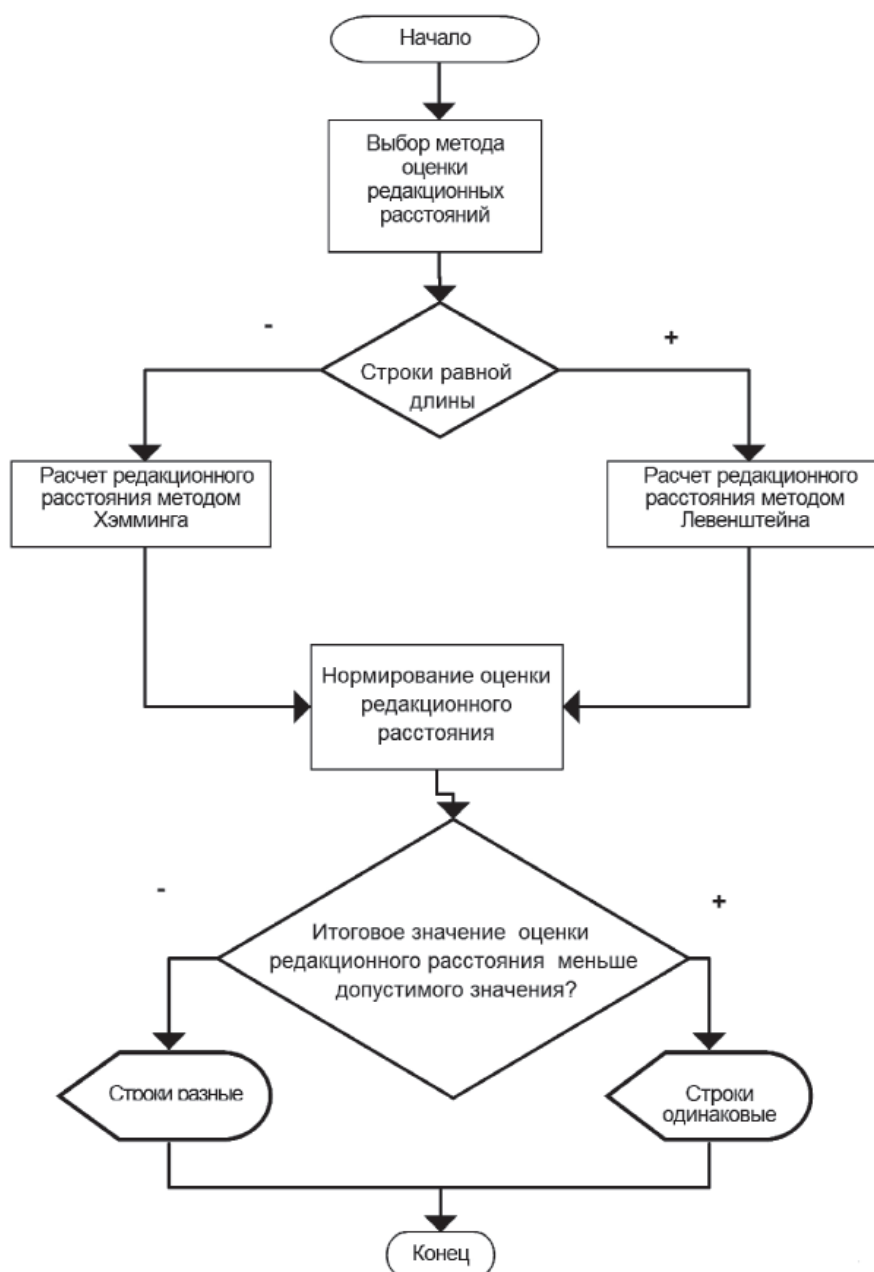 Начало
Выбор метода
оценки
редакционных
расстояний
-
+
Строки равной
длины
Расчет редакционного
расстояния методом
Хэмминга
Расчет редакционного
расстояния методом
Левенштейна
Нормирование оценки
редакционного
расстояния
-
+
Итоговое значение оценки
редакционного расстояния меньше
допустимого значения?
Строки разные
Строки
одинаковые
Конец